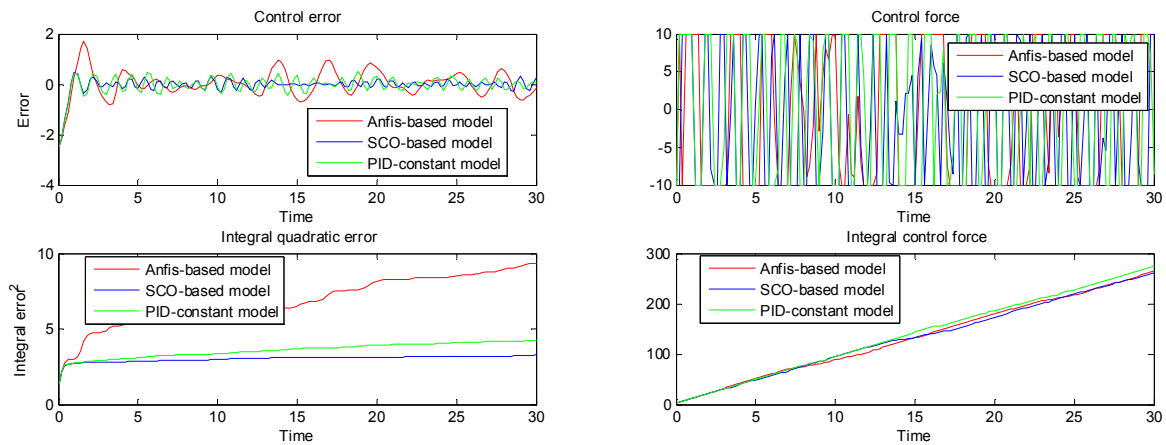 Control error
2
0
-2
-4
Error
0
5
10
15
20
25
30
Time
Anfis-based model
SCO-based model
PID-constant model
Control force
10
5
0
-5
-10
0
5
10
15
20
25
30
Time
Anfis-based model
SCO-based model
PID-constant model
Integral quadratic error
10
5
0
Integral error²
0
5
10
15
20
25
30
Time
Anfis-based model
SCO-based model
PID-constant model
Integral control force
300
200
100
0
0
5
10
15
20
25
30
Time
Anfis-based model
SCO-based model
PID-constant model